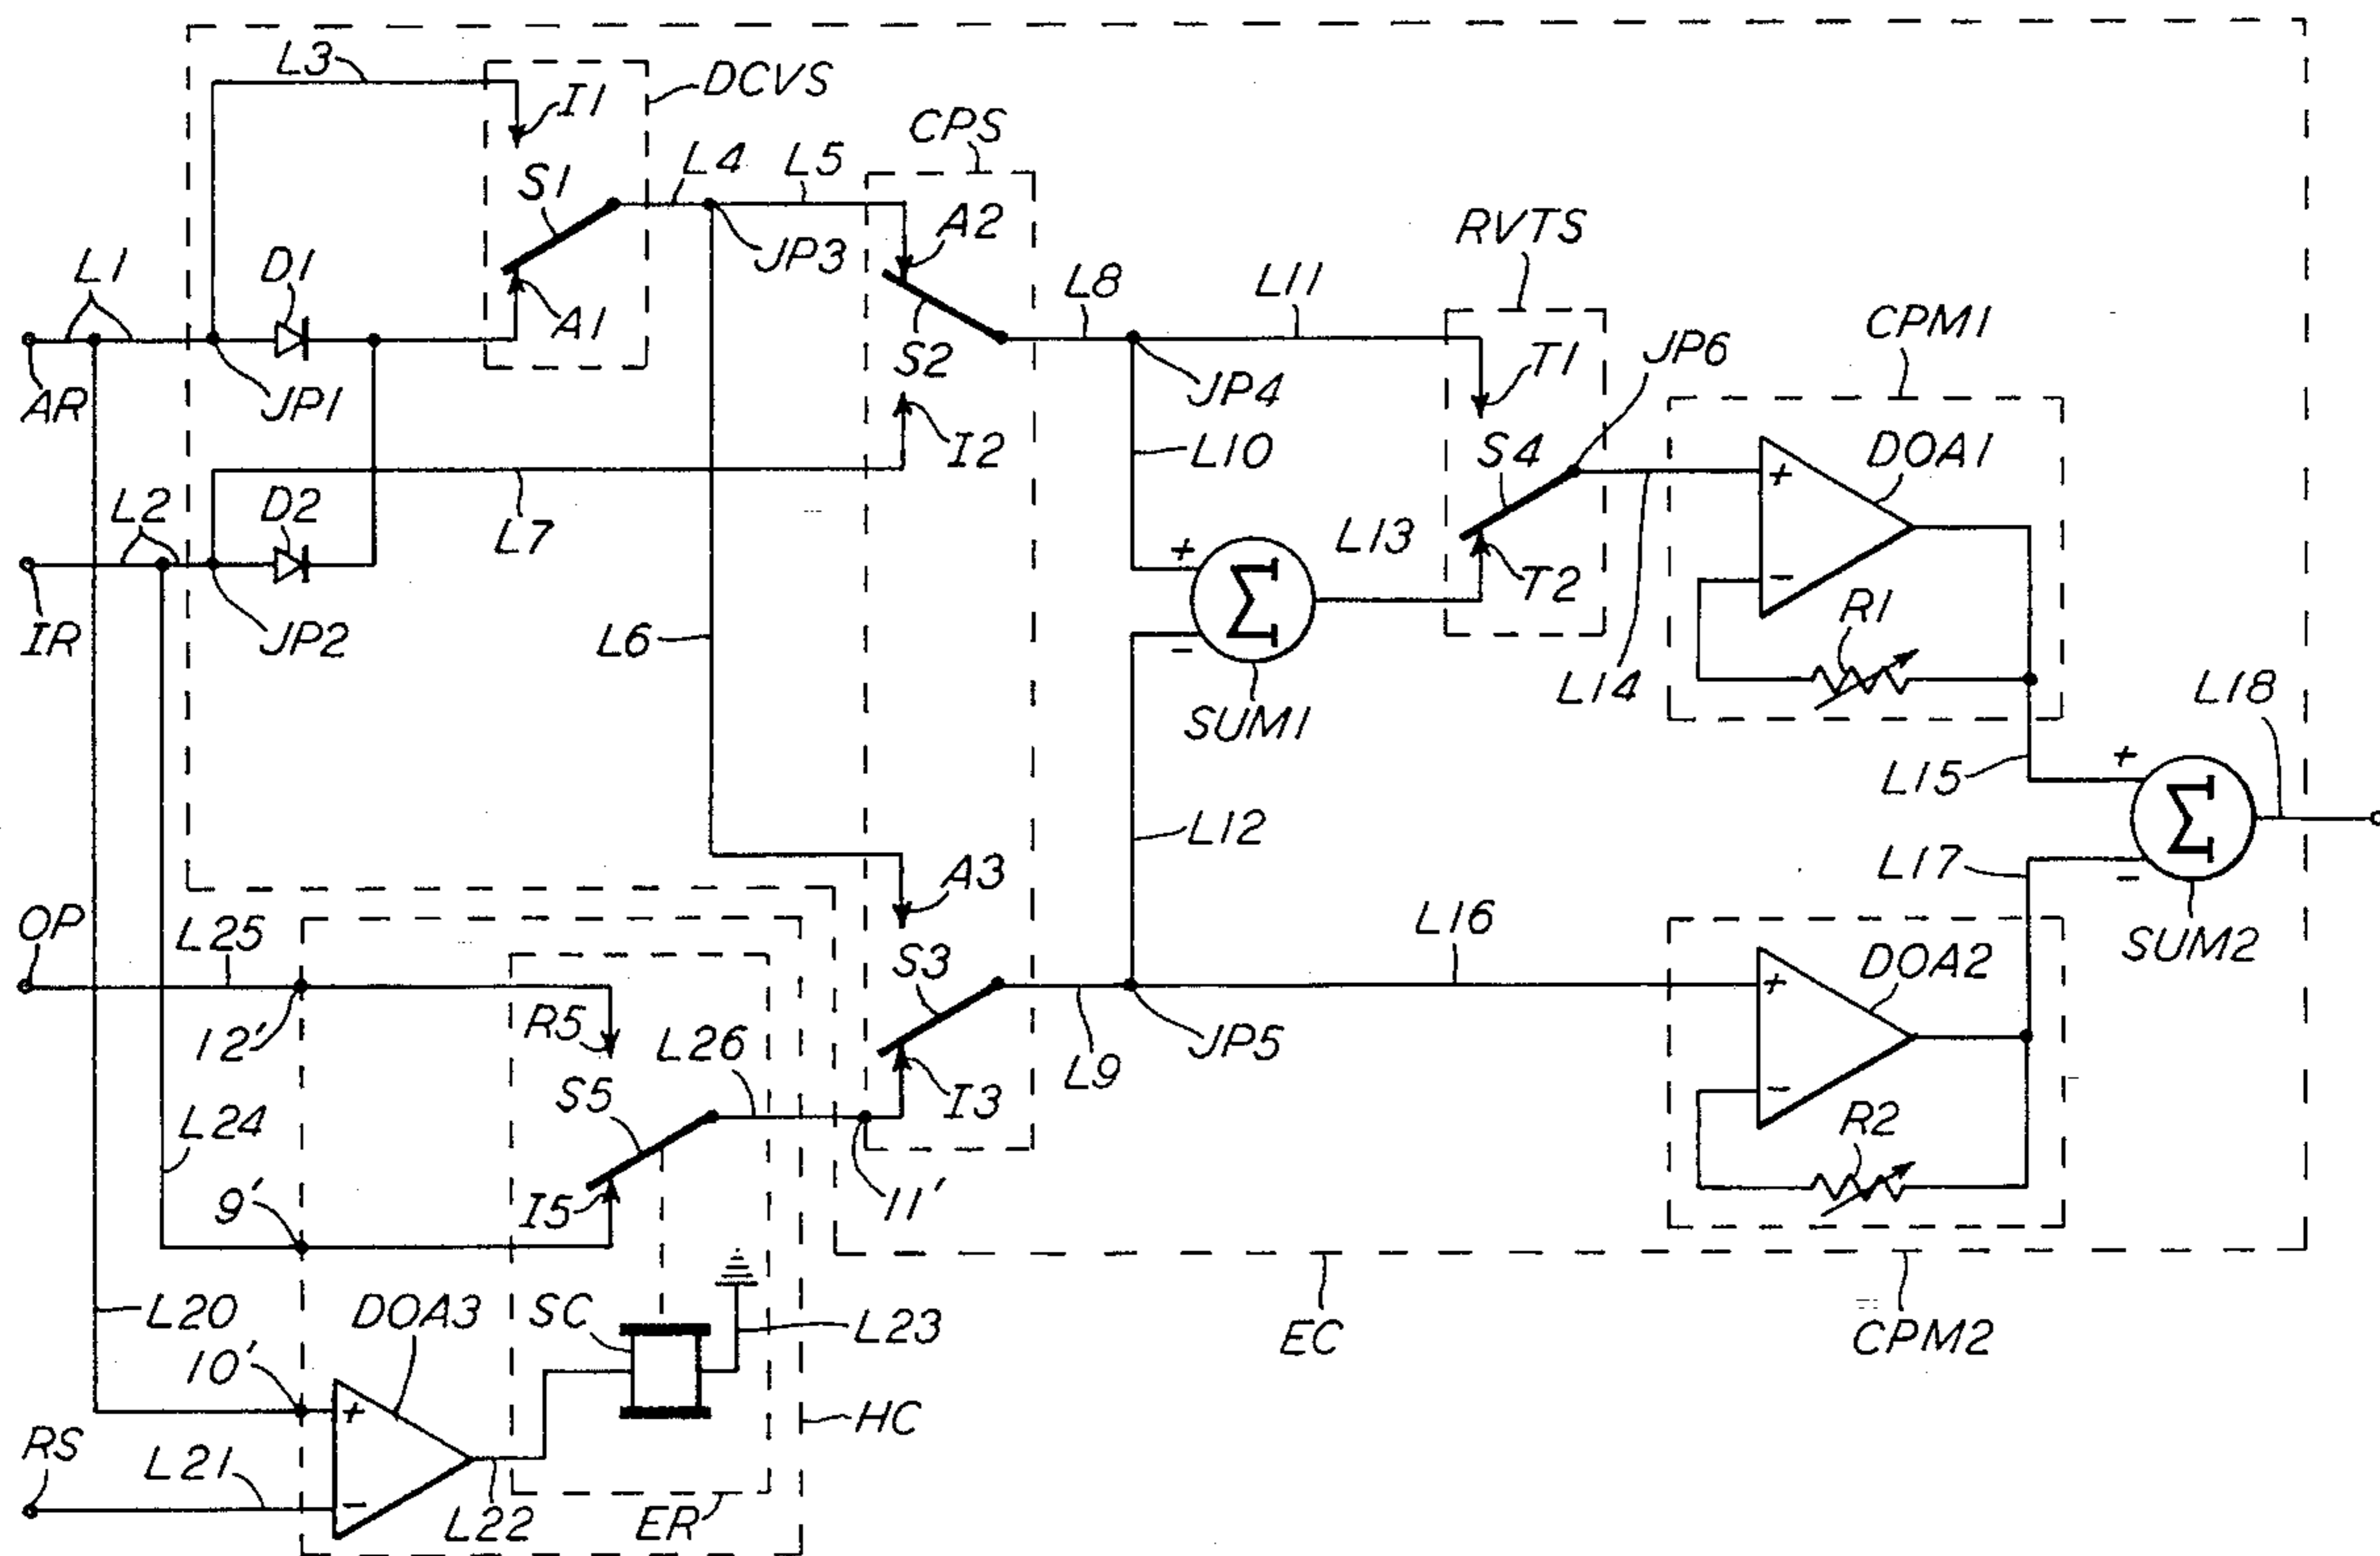 L3
I1
DCVS
CPS
S1
L4
L5
A2
JP3
RVTS
L1
D1
A1
L8
L11
S2
T1
JP6
CPM1
AR
JP1
JP4
I2
L10
S4
DOA1
+
L2
D2
L7
L13
+
Σ
T2
-
R1
IR
JP2
L6
-
L14
L18
SUM1
+
L15
Σ
L12
A3
L17
-
OP
L25
L16
SUM2
S3
DOA2
+
R5
12'
L26
JP5
L9
S5
I3
-
L24
R2
9'
I5
11'
L20
DOA3
SC
L23
EC
CPM2
10'
+
HC
RS
L21
-
L22
ER